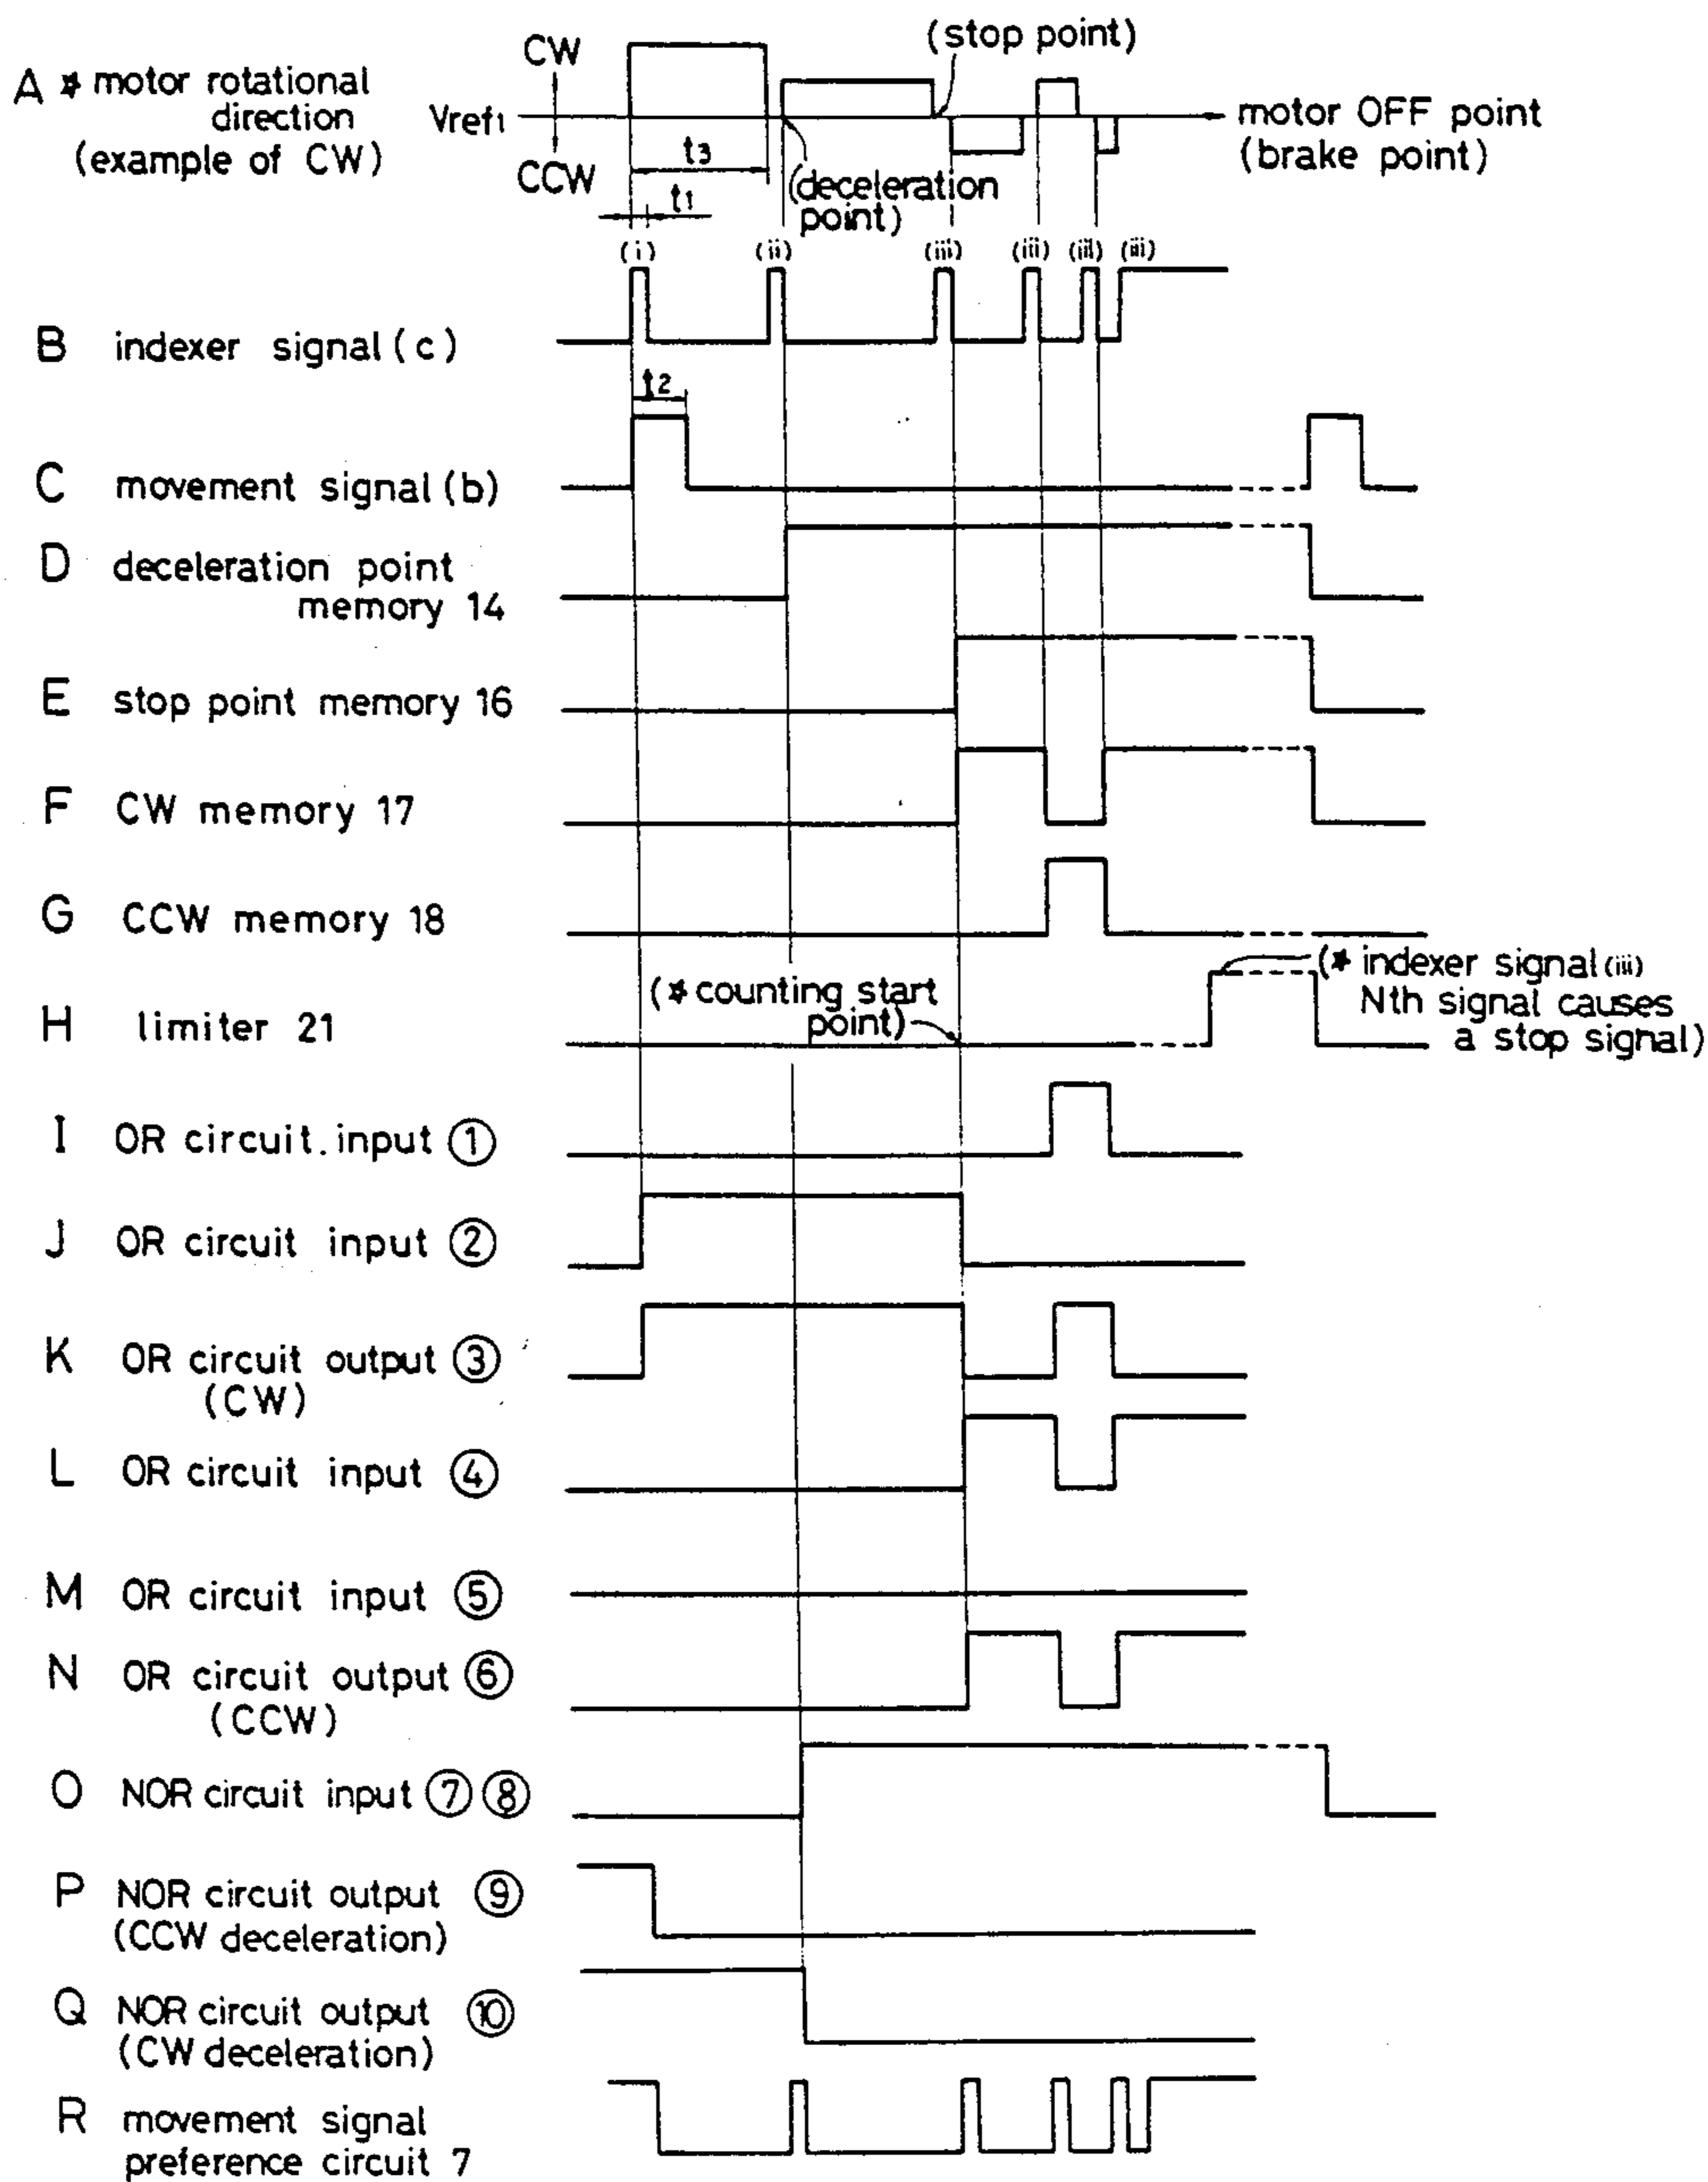 A * motor rotational
direction
(example of CW)
CW
Vref1
CCW
t3
t1
(deceleration
point)
(stop point)
motor OFF point
(brake point)
(i) (ii) (iii) (iii) (iii) (iii)
B indexer signal (c)
t2
C movement signal (b)
D deceleration point
memory 14
E stop point memory 16
F CW memory 17
G CCW memory 18
H limiter 21
(* counting start
point)
(* indexer signal (iii)
Nth signal causes
a stop signal)
I OR circuit. input ①
J OR circuit input ②
K OR circuit output ③
(CW)
L OR circuit input ④
M OR circuit input ⑤
N OR circuit output ⑥
(CCW)
O NOR circuit input ⑦ ⑧
P NOR circuit output ⑨
(CCW deceleration)
Q NOR circuit output ⑩
(CW deceleration)
R movement signal
preference circuit 7